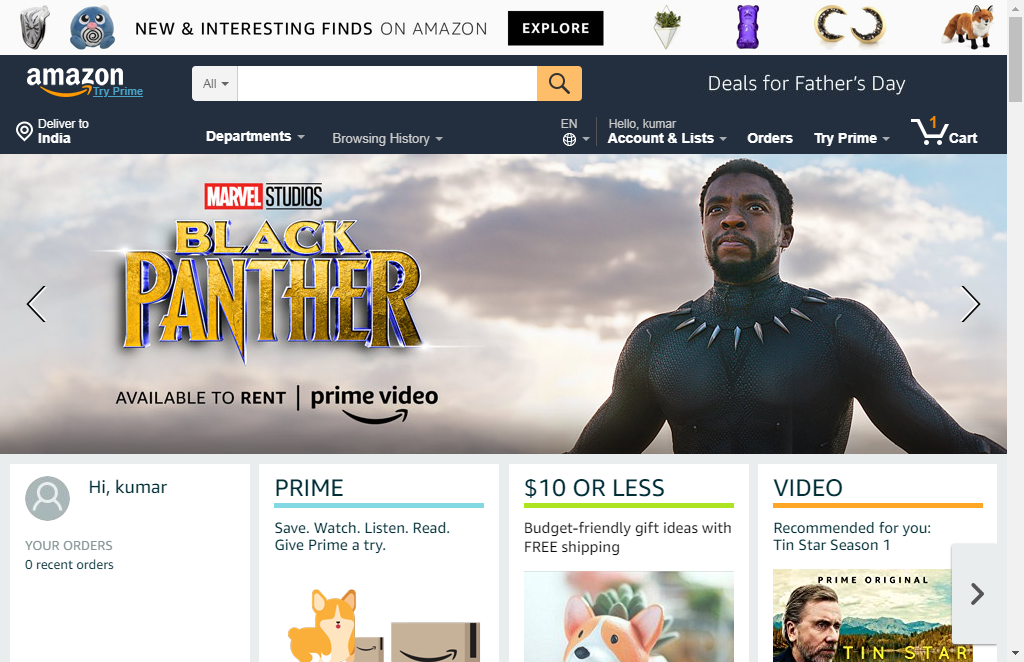 NEW & INTERESTING FINDS ON AMAZON EXPLORE
amazon
Try Prime
All
Deals for Father's Day
Deliver to
India
Departments
Browsing History
EN
Hello, kumar
Account & Lists
Orders
Try Prime
1
Cart
MARVEL STUDIOS
BLACK
PANTHER
AVAILABLE TO RENT | prime video
Hi, kumar
YOUR ORDERS
0 recent orders
PRIME
Save. Watch. Listen. Read.
Give Prime a try.
$10 OR LESS
Budget-friendly gift ideas with
FREE shipping
VIDEO
Recommended for you:
Tin Star Season 1
PRIME ORIGINAL
TIN STAR